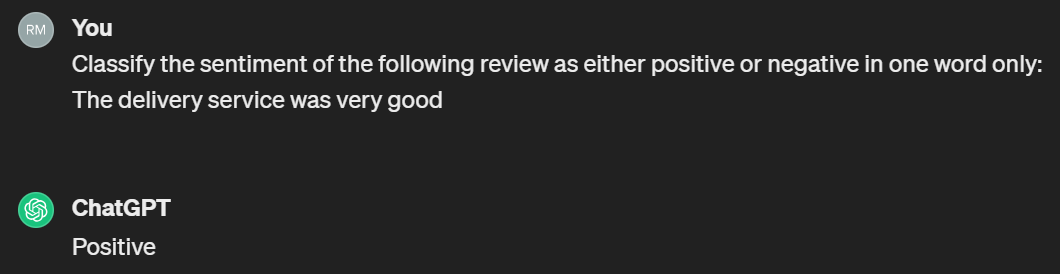 RM
You
Classify the sentiment of the following review as either positive or negative in one word only:
The delivery service was very good
ChatGPT
Positive